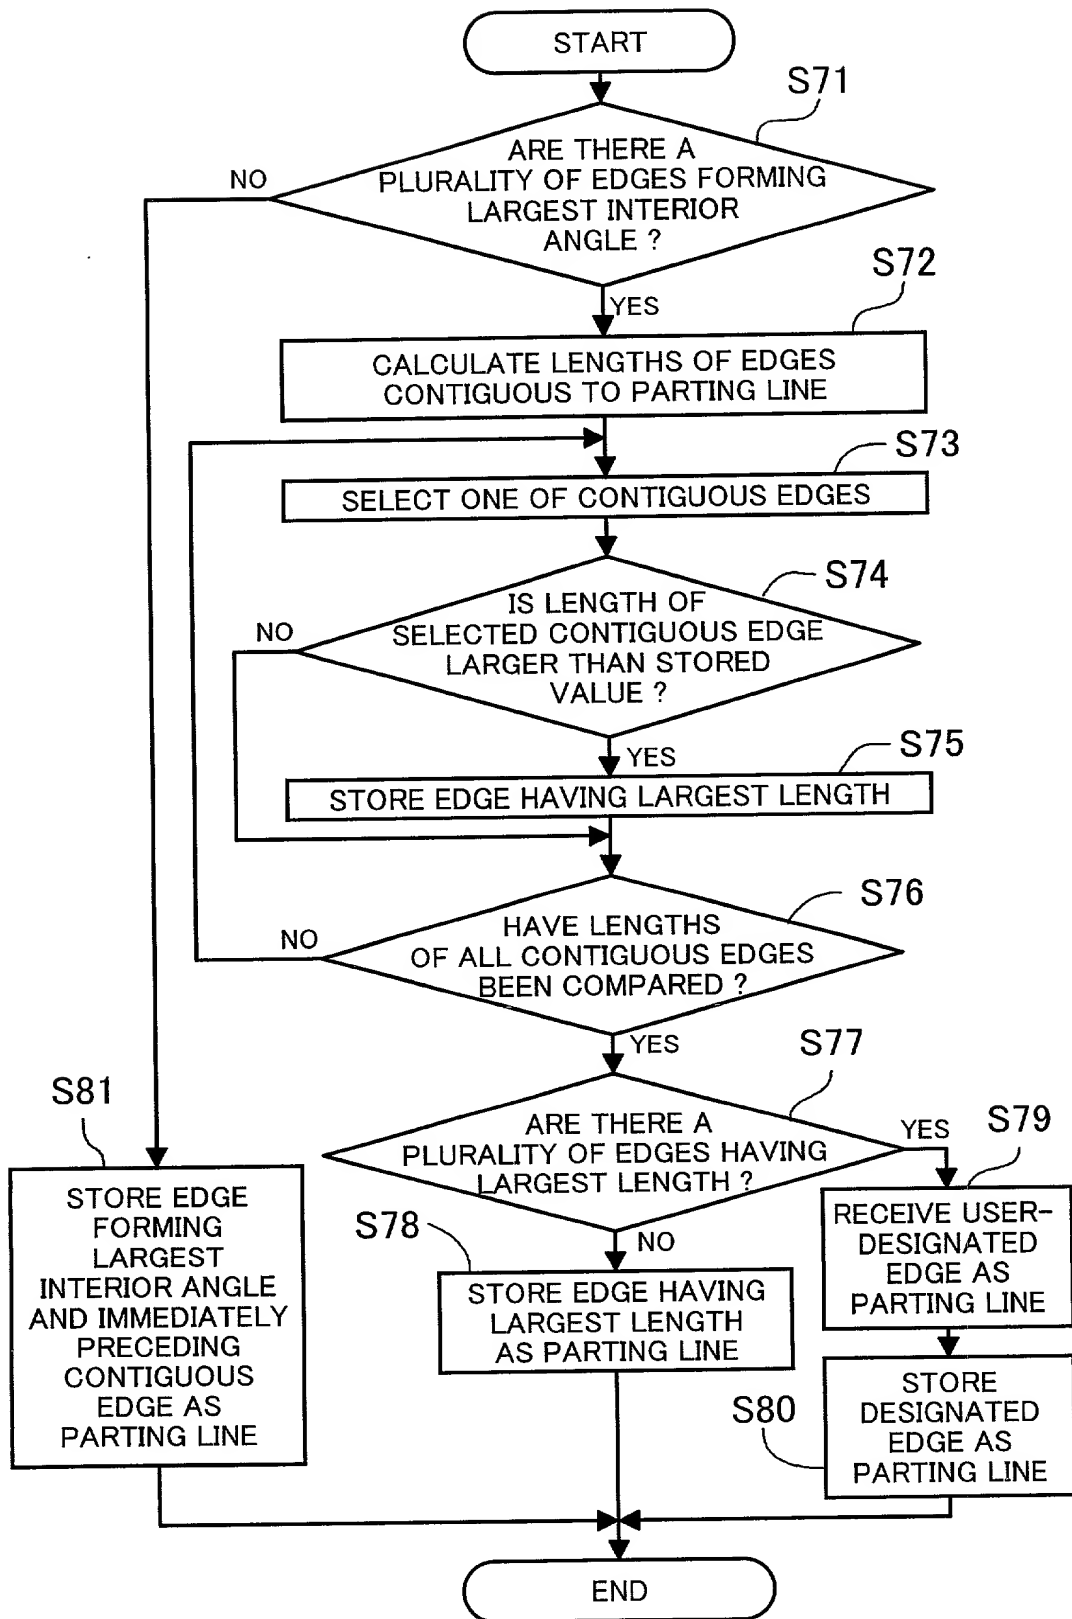 START
S71
ARE THERE A
PLURALITY OF EDGES FORMING
LARGEST INTERIOR
ANGLE ?
NO
YES
S72
CALCULATE LENGTHS OF EDGES
CONTIGUOUS TO PARTING LINE
S73
SELECT ONE OF CONTIGUOUS EDGES
S74
IS LENGTH OF
SELECTED CONTIGUOUS EDGE
LARGER THAN STORED
VALUE ?
NO
YES
S75
STORE EDGE HAVING LARGEST LENGTH
S76
HAVE LENGTHS
OF ALL CONTIGUOUS EDGES
BEEN COMPARED ?
NO
YES
S77
ARE THERE A
PLURALITY OF EDGES HAVING
LARGEST LENGTH ?
YES
NO
S81
STORE EDGE
FORMING
LARGEST
INTERIOR ANGLE
AND IMMEDIATELY
PRECEDING
CONTIGUOUS
EDGE AS
PARTING LINE
S78
STORE EDGE HAVING
LARGEST LENGTH
AS PARTING LINE
S79
RECEIVE USER-
DESIGNATED
EDGE AS
PARTING LINE
S80
STORE
DESIGNATED
EDGE AS
PARTING LINE
END